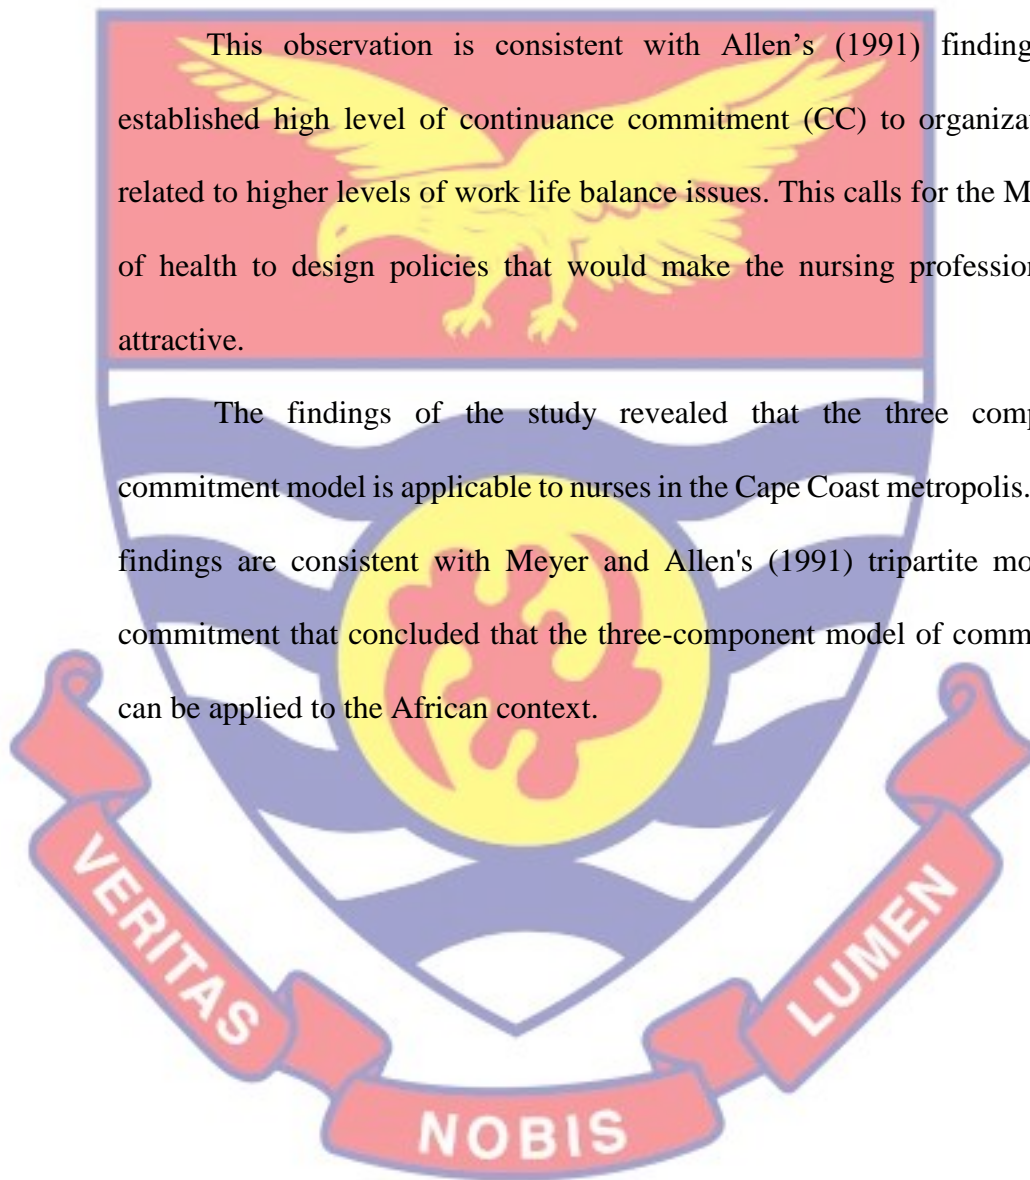 This observation is consistent with Allen’s (1991) finding
established high level of continuance commitment (CC) to organiza
related to higher levels of work life balance issues. This calls for the M
of health to design policies that would make the nursing profession
attractive.
The findings of the study revealed that the three comp
commitment model is applicable to nurses in the Cape Coast metropolis.
findings are consistent with Meyer and Allen's (1991) tripartite mo
commitment that concluded that the three-component model of comm
can be applied to the African context.
VERITAS
NOBIS
LUMEN